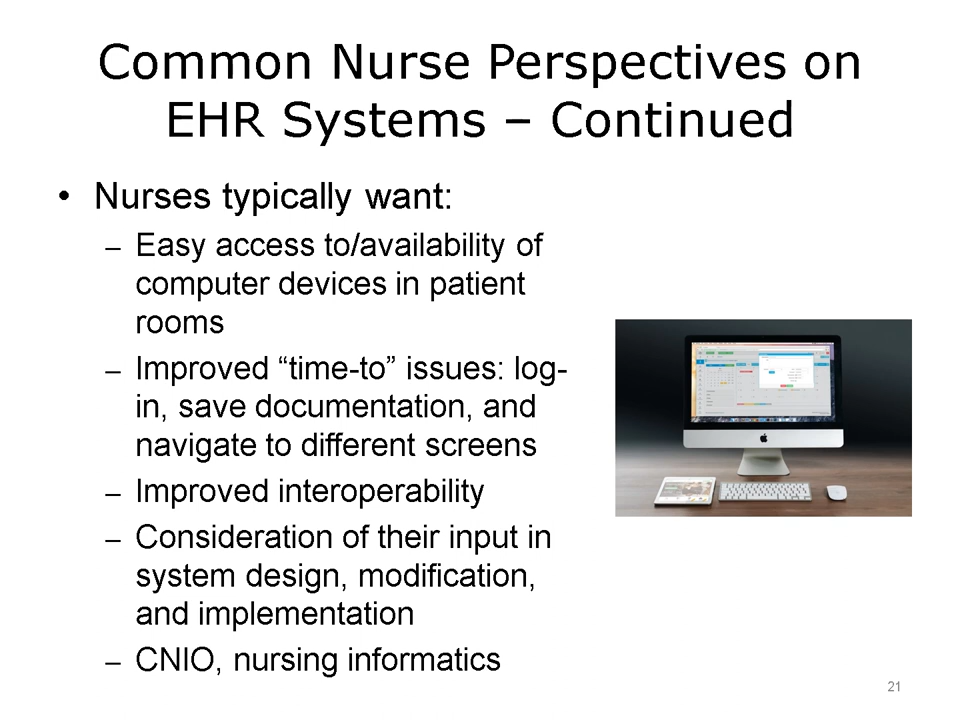 Common Nurse Perspectives on
EHR Systems – Continued
• Nurses typically want:
– Easy access to/availability of
computer devices in patient
rooms
– Improved “time-to” issues: log-
in, save documentation, and
navigate to different screens
– Improved interoperability
– Consideration of their input in
system design, modification,
and implementation
– CNIO, nursing informatics
21